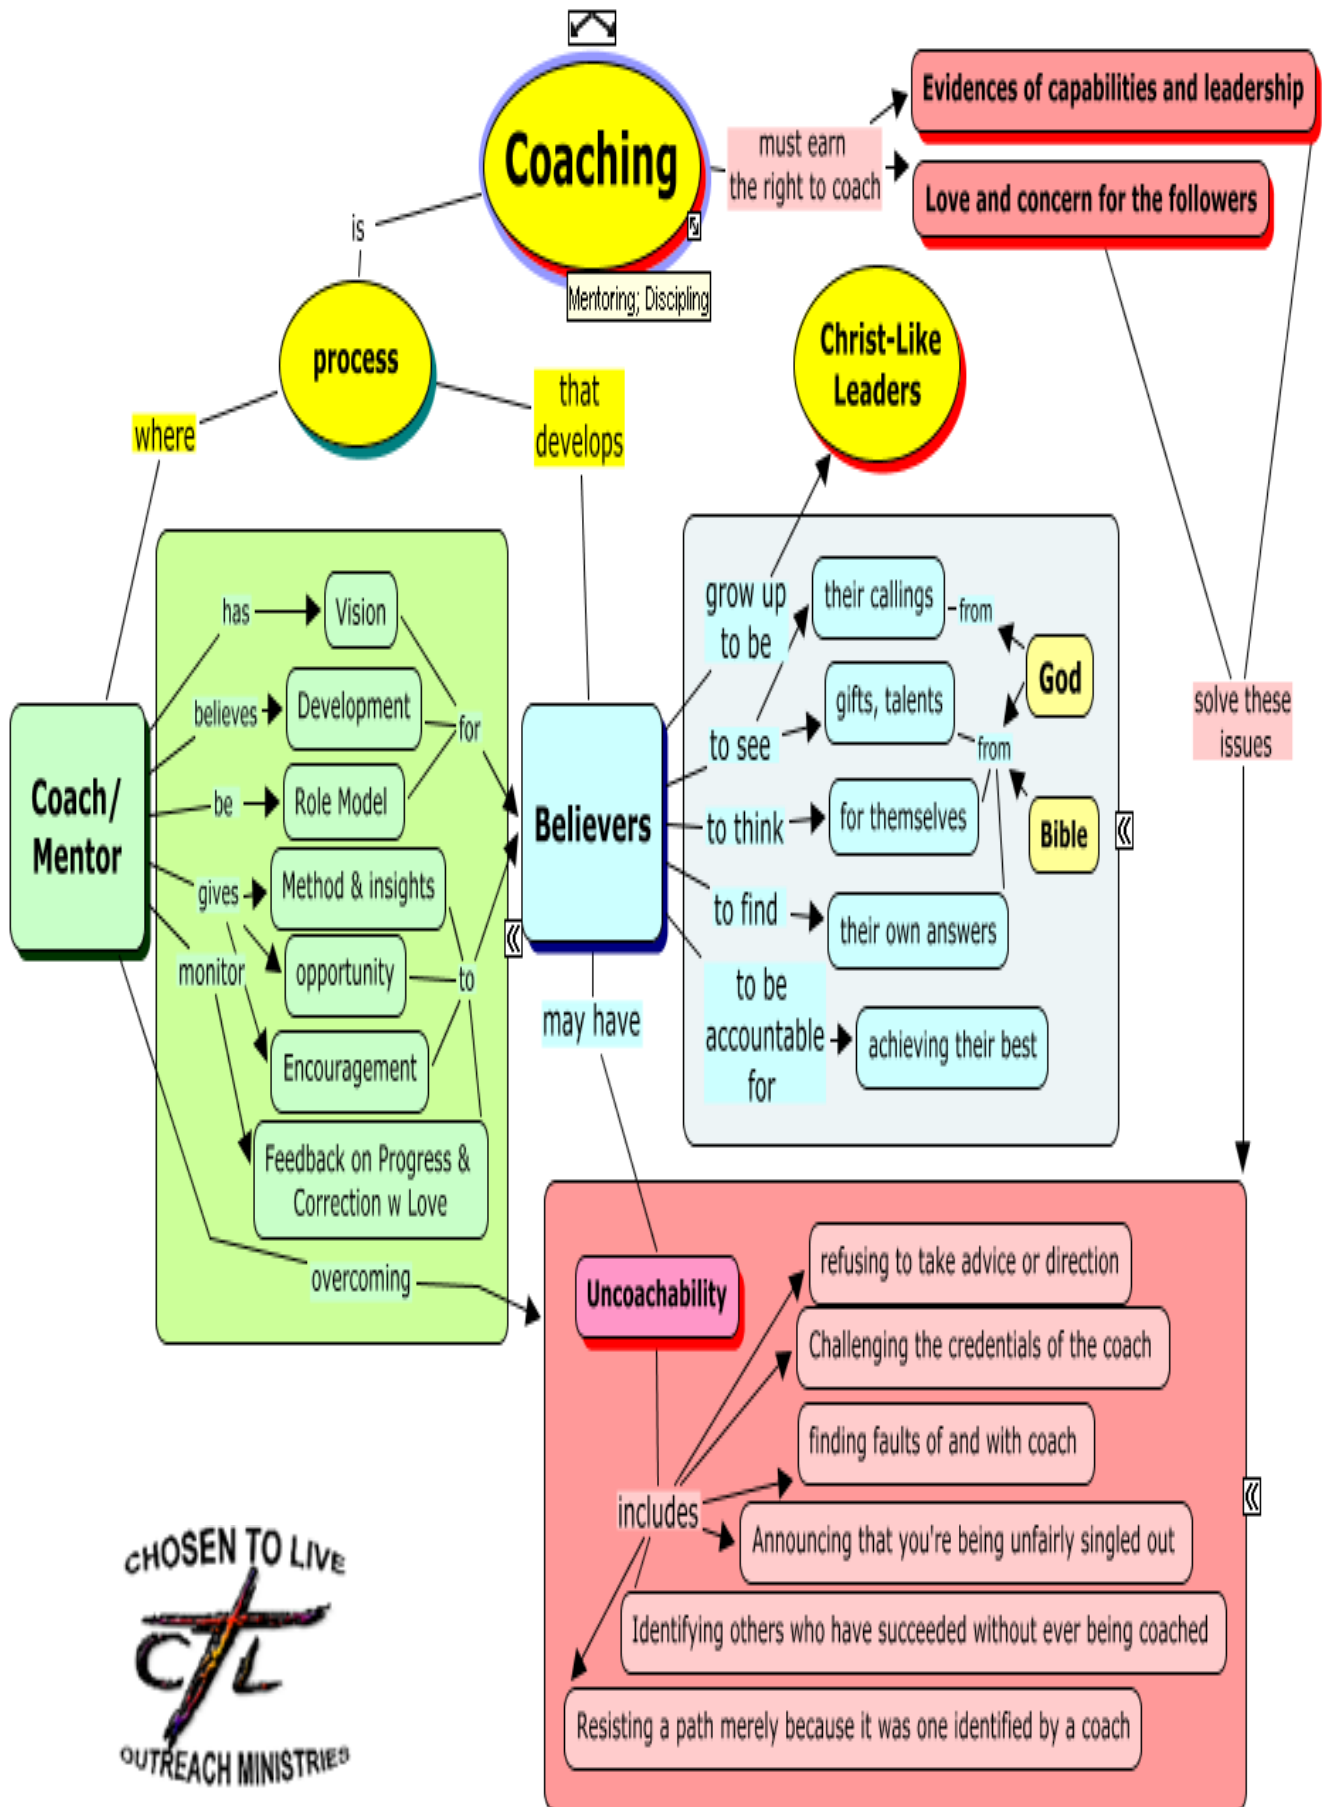 Coaching
Mentoring; Discipling
must earn
the right to coach
Evidences of capabilities and leadership
Love and concern for the followers
is
process
Christ-Like
Leaders
where
that
develops
has
Vision
believes
Development
for
be
Role Model
Coach/
Mentor
gives
Method & insights
monitor
opportunity
to
Encouragement
Feedback on Progress &
Correction w Love
overcoming
Believers
may have
grow up
to be
their callings
from
God
to see
gifts, talents
from
to think
for themselves
Bible
to find
their own answers
to be
accountable
for
achieving their best
solve these
issues
Uncoachability
refusing to take advice or direction
Challenging the credentials of the coach
finding faults of and with coach
includes
Announcing that you're being unfairly singled out
Identifying others who have succeeded without ever being coached
Resisting a path merely because it was one identified by a coach
CHOSEN TO LIVE
CTL
OUTREACH MINISTRIES